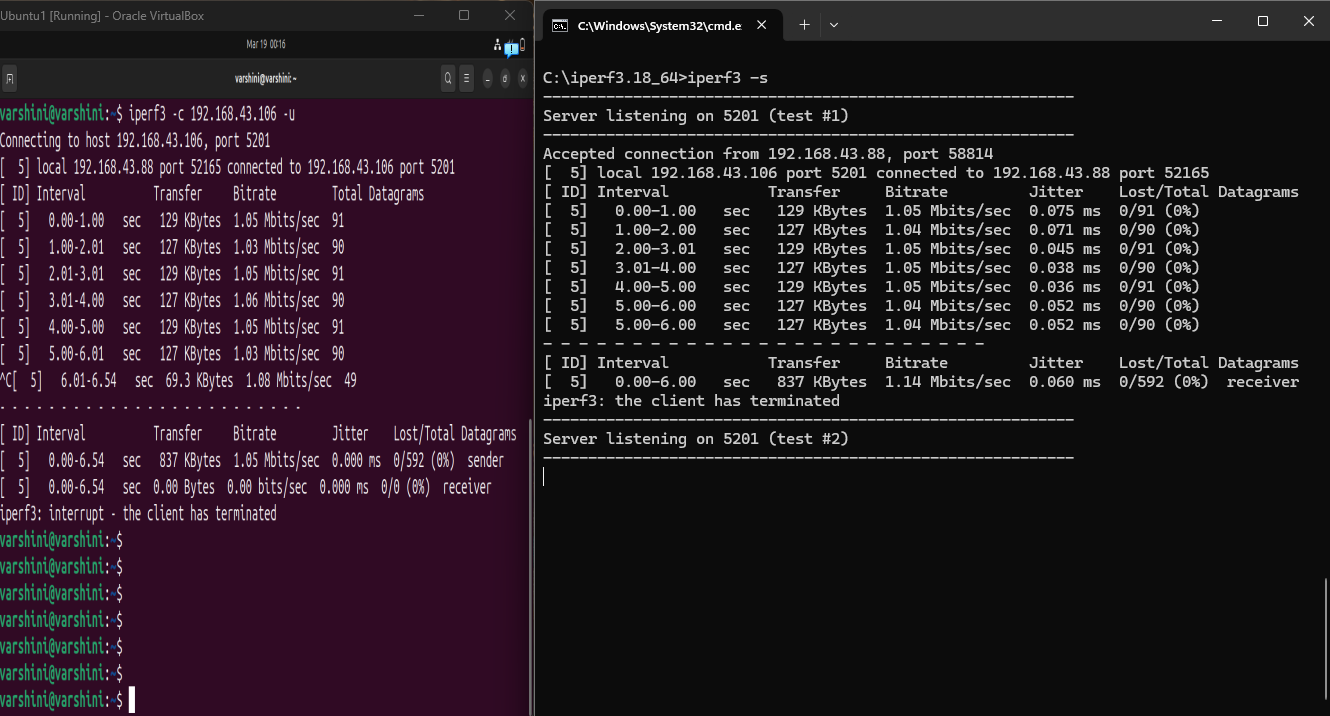 Ubuntu1 [Running] - Oracle VirtualBox
Mar 19 00:16
varshini@varshini: ~
varshini@varshini:~$ iperf3 -c 192.168.43.106 -u
Connecting to host 192.168.43.106, port 5201
[  5] local 192.168.43.88 port 52165 connected to 192.168.43.106 port 5201
[ ID] Interval           Transfer     Bitrate         Total Datagrams
[  5]   0.00-1.00   sec   129 KBytes  1.05 Mbits/sec  91
[  5]   1.00-2.01   sec   127 KBytes  1.03 Mbits/sec  90
[  5]   2.01-3.01   sec   129 KBytes  1.05 Mbits/sec  91
[  5]   3.01-4.00   sec   127 KBytes  1.06 Mbits/sec  90
[  5]   4.00-5.00   sec   129 KBytes  1.05 Mbits/sec  91
[  5]   5.00-6.01   sec   127 KBytes  1.03 Mbits/sec  90
^C[  5]   6.01-6.54   sec  69.3 KBytes  1.08 Mbits/sec  49
- - - - - - - - - - - - - - - - - - - - - - - - -
[ ID] Interval           Transfer     Bitrate         Jitter    Lost/Total Datagrams
[  5]   0.00-6.54   sec   837 KBytes  1.05 Mbits/sec  0.000 ms  0/592 (0%)  sender
[  5]   0.00-6.54   sec  0.00 Bytes  0.00 bits/sec  0.000 ms  0/0 (0%)  receiver
iperf3: interrupt - the client has terminated
varshini@varshini:~$
varshini@varshini:~$
varshini@varshini:~$
varshini@varshini:~$
varshini@varshini:~$
varshini@varshini:~$
varshini@varshini:~$
C:\Windows\System32\cmd.e
C:\iperf3.18_64>iperf3 -s
-----------------------------------------------------------
Server listening on 5201 (test #1)
-----------------------------------------------------------
Accepted connection from 192.168.43.88, port 58814
[  5] local 192.168.43.106 port 5201 connected to 192.168.43.88 port 52165
[ ID] Interval           Transfer     Bitrate         Jitter    Lost/Total Datagrams
[  5]   0.00-1.00   sec   129 KBytes  1.05 Mbits/sec  0.075 ms  0/91 (0%)
[  5]   1.00-2.00   sec   127 KBytes  1.04 Mbits/sec  0.071 ms  0/90 (0%)
[  5]   2.00-3.01   sec   129 KBytes  1.05 Mbits/sec  0.045 ms  0/91 (0%)
[  5]   3.01-4.00   sec   127 KBytes  1.05 Mbits/sec  0.038 ms  0/90 (0%)
[  5]   4.00-5.00   sec   129 KBytes  1.05 Mbits/sec  0.036 ms  0/91 (0%)
[  5]   5.00-6.00   sec   127 KBytes  1.04 Mbits/sec  0.052 ms  0/90 (0%)
[  5]   5.00-6.00   sec   127 KBytes  1.04 Mbits/sec  0.052 ms  0/90 (0%)
- - - - - - - - - - - - - - - - - - - - - - - - -
[ ID] Interval           Transfer     Bitrate         Jitter    Lost/Total Datagrams
[  5]   0.00-6.00   sec   837 KBytes  1.14 Mbits/sec  0.060 ms  0/592 (0%)  receiver
iperf3: the client has terminated
-----------------------------------------------------------
Server listening on 5201 (test #2)
-----------------------------------------------------------